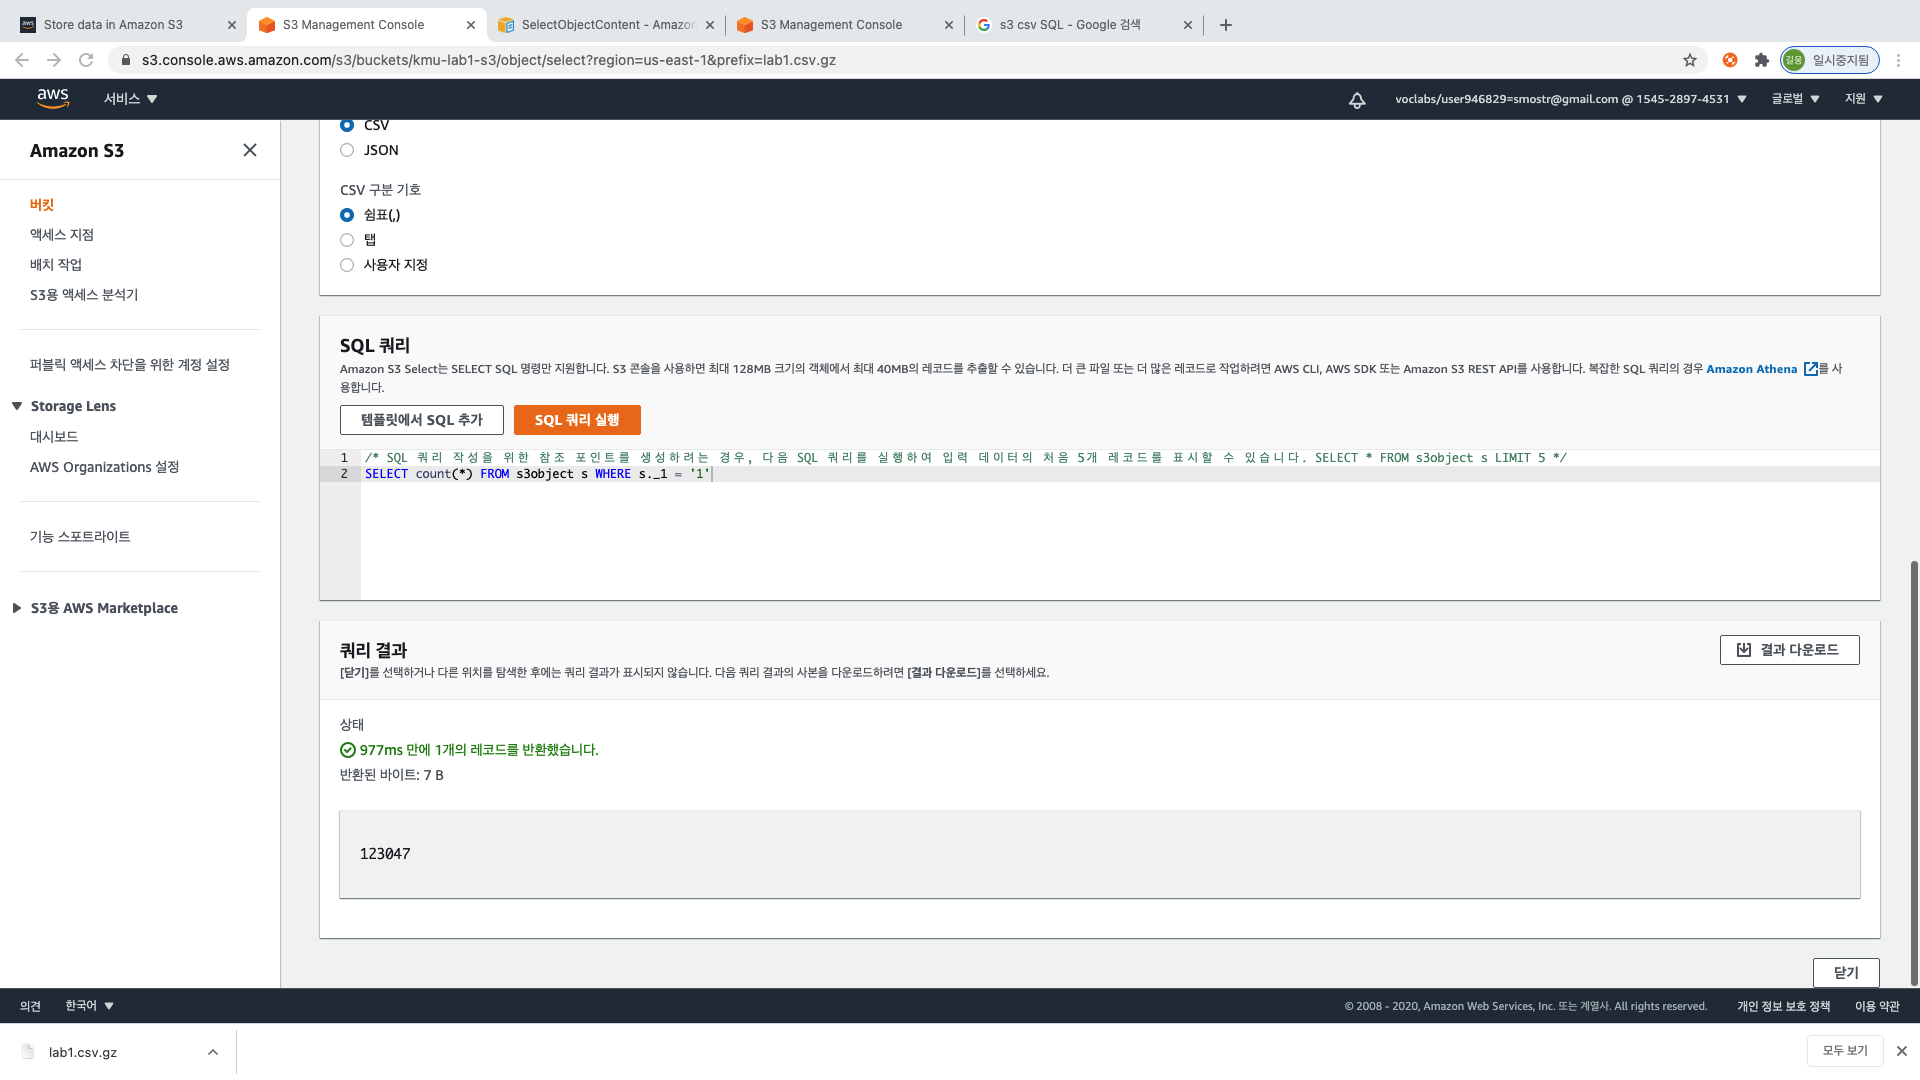 Store data in Amazon S3
S3 Management Console
SelectObjectContent - Amazon
S3 Management Console
s3 csv SQL - Google 검색
s3.console.aws.amazon.com/s3/buckets/kmu-lab1-s3/object/select?region=us-east-1&prefix=lab1.csv.gz
길웅 일시중지됨
aws
서비스
voclabs/user946829=smostr@gmail.com @ 1545-2897-4531
글로벌
지원
Amazon S3
버킷
액세스 지점
배치 작업
S3용 액세스 분석기
퍼블릭 액세스 차단을 위한 계정 설정
Storage Lens
대시보드
AWS Organizations 설정
기능 스포트라이트
S3용 AWS Marketplace
CSV
JSON
CSV 구분 기호
쉼표(,)
탭
사용자 지정
SQL 쿼리
Amazon S3 Select는 SELECT SQL 명령만 지원합니다. S3 콘솔을 사용하면 최대 128MB 크기의 객체에서 최대 40MB의 레코드를 추출할 수 있습니다. 더 큰 파일 또는 더 많은 레코드로 작업하려면 AWS CLI, AWS SDK 또는 Amazon S3 REST API를 사용합니다. 복잡한 SQL 쿼리의 경우 Amazon Athena를 사
용합니다.
템플릿에서 SQL 추가
SQL 쿼리 실행
1 /* SQL 쿼리 작성을 위한 참조 포인트를 생성하려는 경우, 다음 SQL 쿼리를 실행하여 입력 데이터의 처음 5개 레코드를 표시할 수 있습니다. SELECT * FROM s3object s LIMIT 5 */
2 SELECT count(*) FROM s3object s WHERE s._1 = '1'
쿼리 결과
결과 다운로드
[닫기]를 선택하거나 다른 위치를 탐색한 후에는 쿼리 결과가 표시되지 않습니다. 다음 쿼리 결과의 사본을 다운로드하려면 [결과 다운로드]를 선택하세요.
상태
977ms 만에 1개의 레코드를 반환했습니다.
반환된 바이트: 7 B
123047
닫기
의견
한국어
© 2008 - 2020, Amazon Web Services, Inc. 또는 계열사. All rights reserved.
개인 정보 보호 정책
이용 약관
lab1.csv.gz
모두 보기